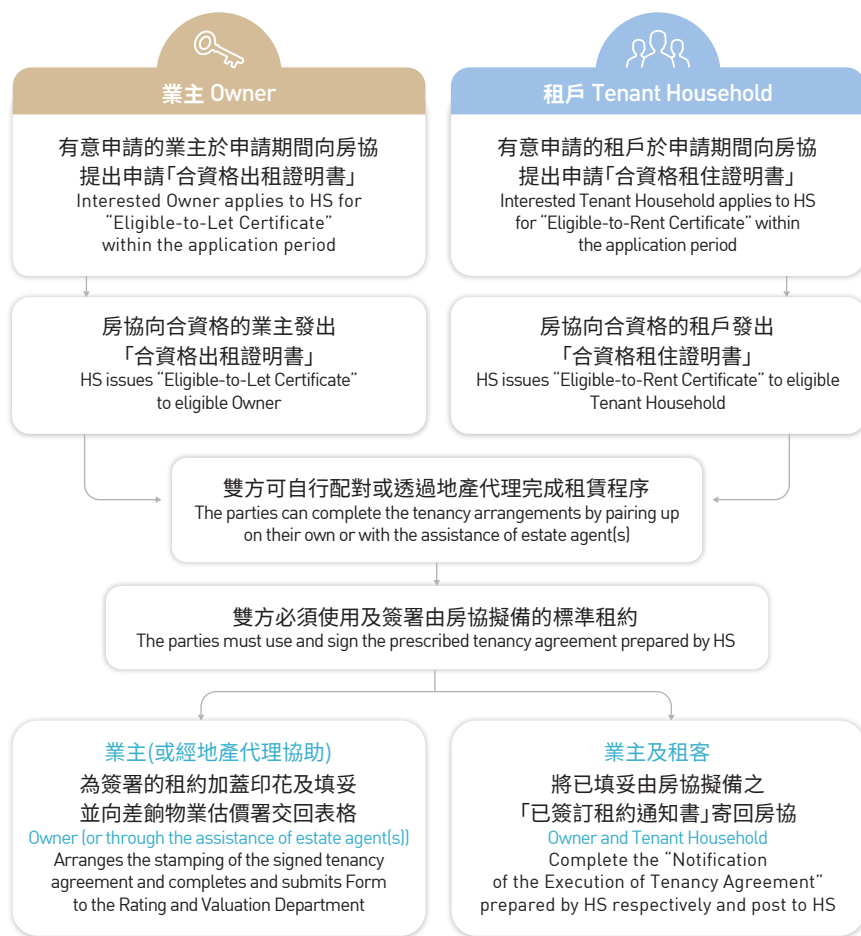 業主 Owner
有意申請的業主於申請期間向房協
提出申請「合資格出租證明書」
Interested Owner applies to HS for
“Eligible-to-Let Certificate”
within the application period
租戶 Tenant Household
有意申請的租戶於申請期間向房協
提出申請「合資格租住證明書」
Interested Tenant Household applies to HS
for “Eligible-to-Rent Certificate” within
the application period
房協向合資格的業主發出
「合資格出租證明書」
HS issues “Eligible-to-Let Certificate”
to eligible Owner
房協向合資格的租戶發出
「合資格租住證明書」
HS issues “Eligible-to-Rent Certificate” to eligible
Tenant Household
雙方可自行配對或透過地產代理完成租賃程序
The parties can complete the tenancy arrangements by pairing up
on their own or with the assistance of estate agent(s)
雙方必須使用及簽署由房協擬備的標準租約
The parties must use and sign the prescribed tenancy agreement prepared by HS
業主(或經地產代理協助)
為簽署的租約加蓋印花及填妥
並向差餉物業估價署交回表格
Owner (or through the assistance of estate agent(s))
Arranges the stamping of the signed tenancy
agreement and completes and submits Form
to the Rating and Valuation Department
業主及租客
將已填妥由房協擬備之
「已簽訂租約通知書」寄回房協
Owner and Tenant Household
Complete the “Notification
of the Execution of Tenancy Agreement”
prepared by HS respectively and post to HS